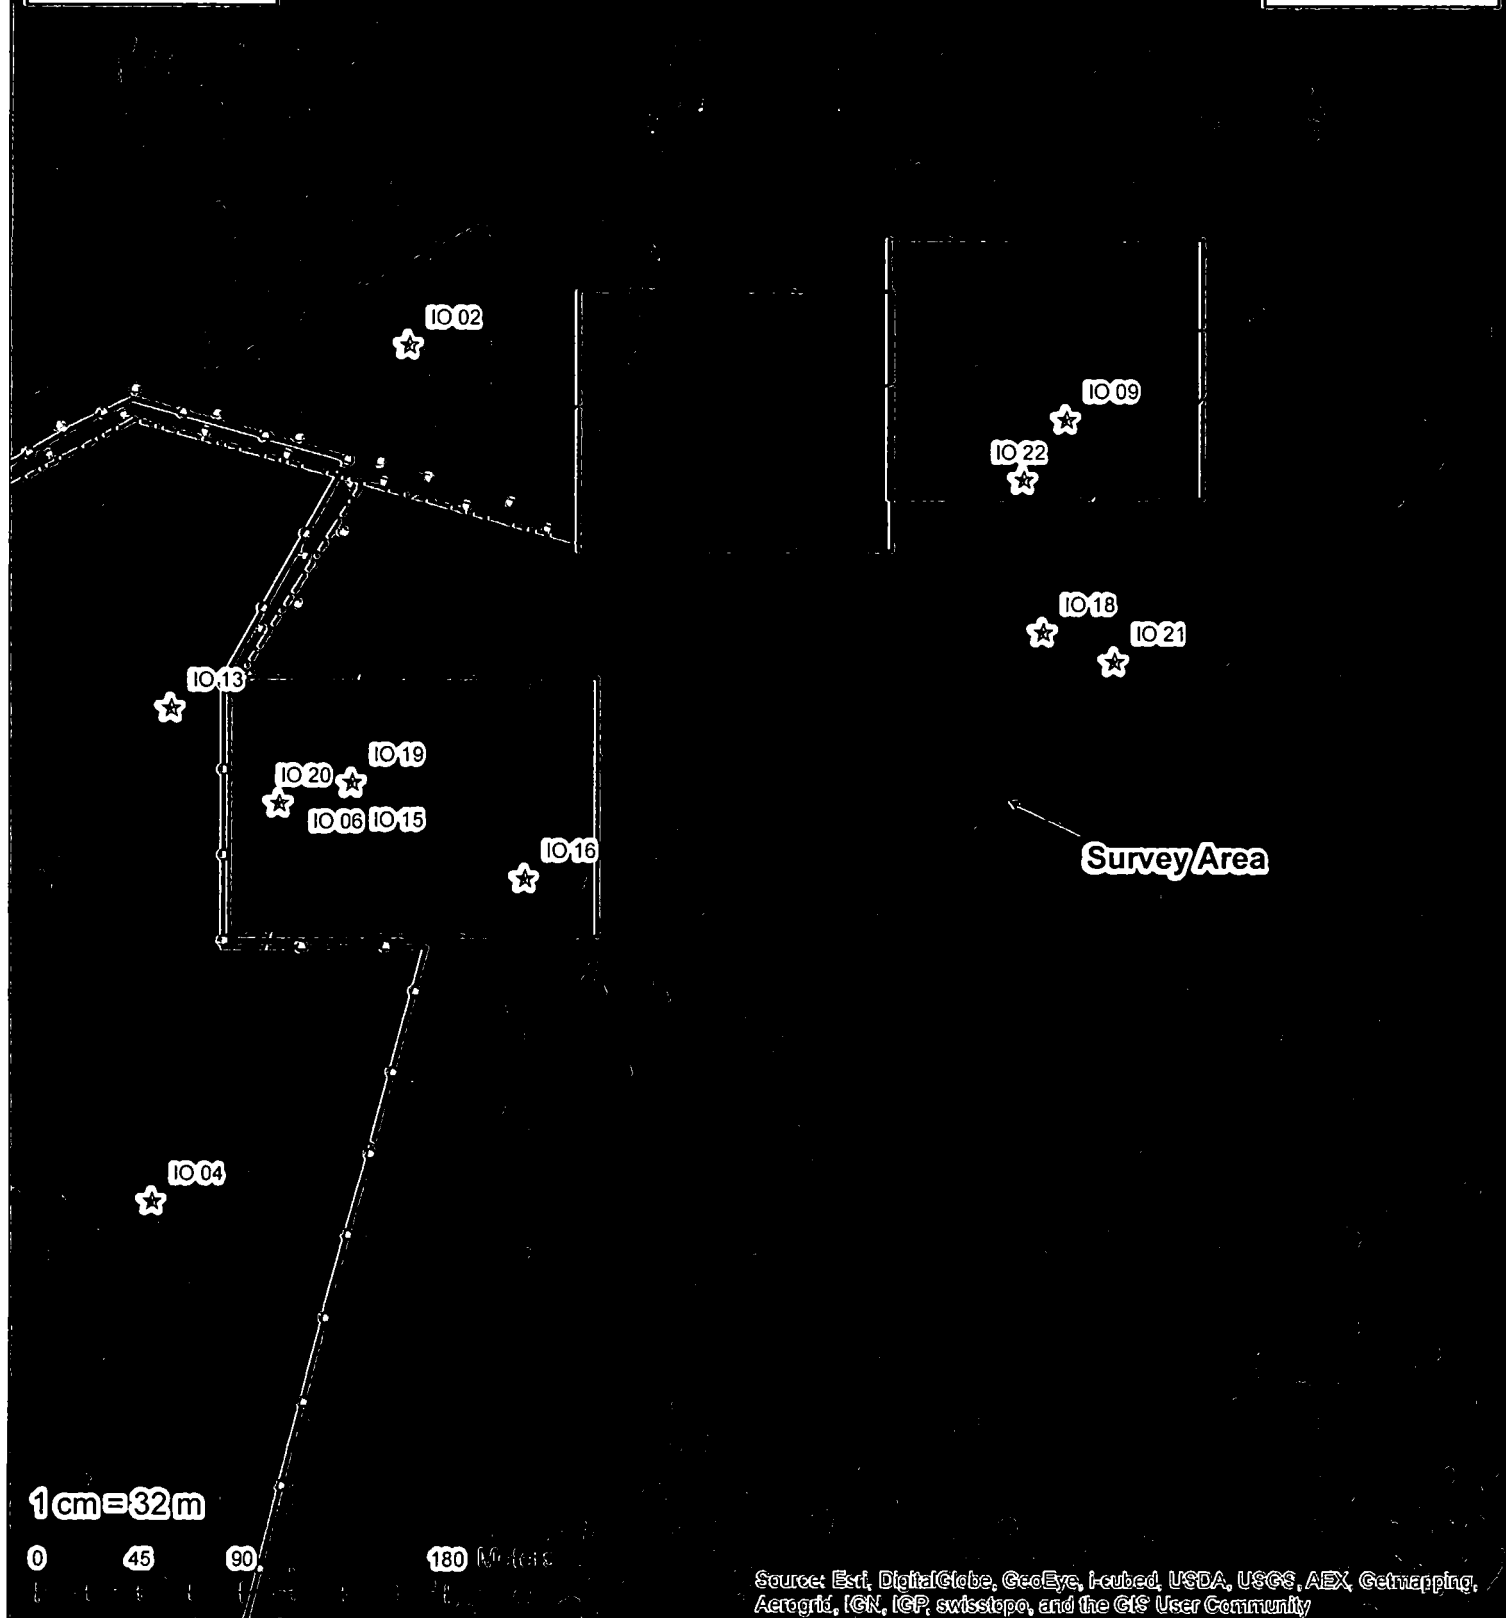 IO 02
IO 09
IO 22
IO 18
IO 21
IO 13
IO 19
IO 20
IO 06 IO 15
IO 16
Survey Area
IO 04
1 cm = 32 m
0 45 90 180 Meters
Source: Esri, DigitalGlobe, GeoEye, i-cubed, USDA, USGS, AEX, Getmapping,
Aerogrid, IGN, IGP, swisstopo, and the GIS User Community